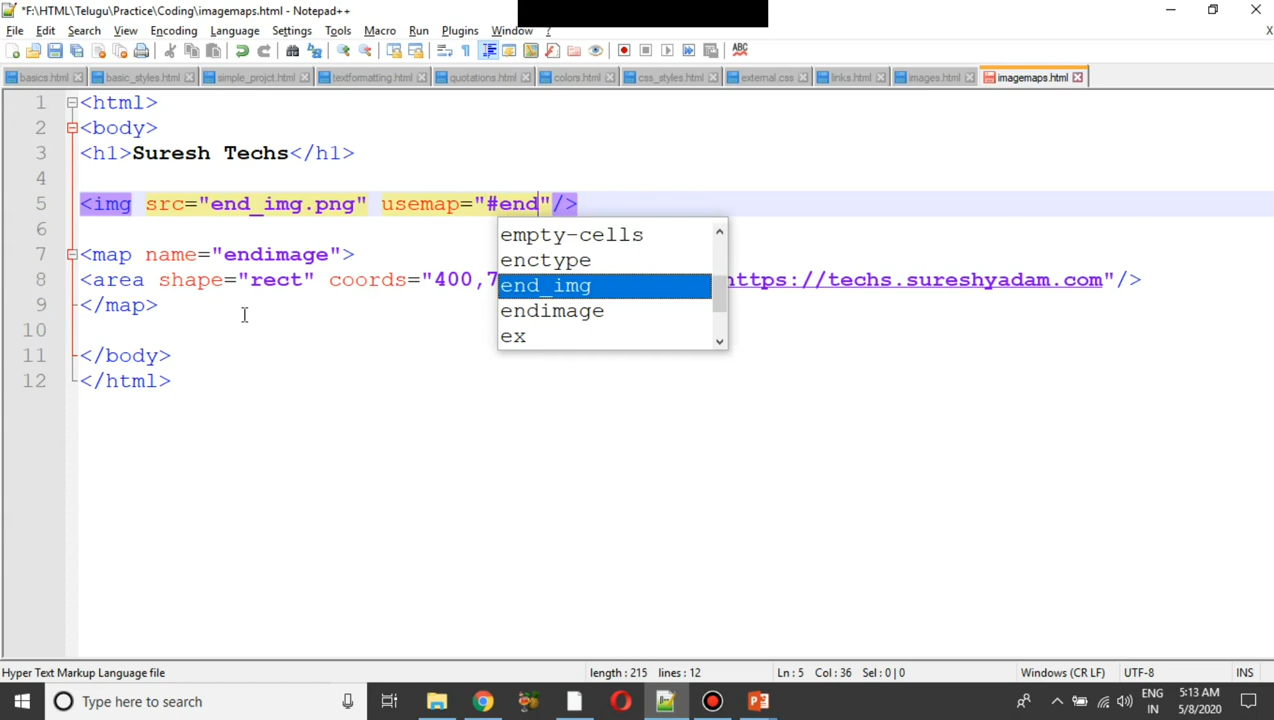 *F:\HTML\Telugu\Practice\Coding\imagemaps.html - Notepad++
File Edit Search View Encoding Language Settings Tools Macro Run Plugins Window ? X
basics.html basic_styles.html simple_projct.html textformatting.html quotations.html colors.html css_styles.html external.css links.html images.html imagemaps.html
1 <html>
2 <body>
3 <h1>Suresh Techs</h1>
4
5 <img src="end_img.png" usemap="#end"/>
6
empty-cells
enctype
end_img
endimage
ex
7 <map name="endimage">
8 <area shape="rect" coords="400,7 https://techs.sureshyadam.com"/>
9 </map>
10
11 </body>
12 </html>
Hyper Text Markup Language file length : 215 lines : 12 Ln : 5 Col : 36 Sel : 0 | 0 Windows (CR LF) UTF-8 INS
Type here to search
ENG
IN
5:13 AM
5/8/2020